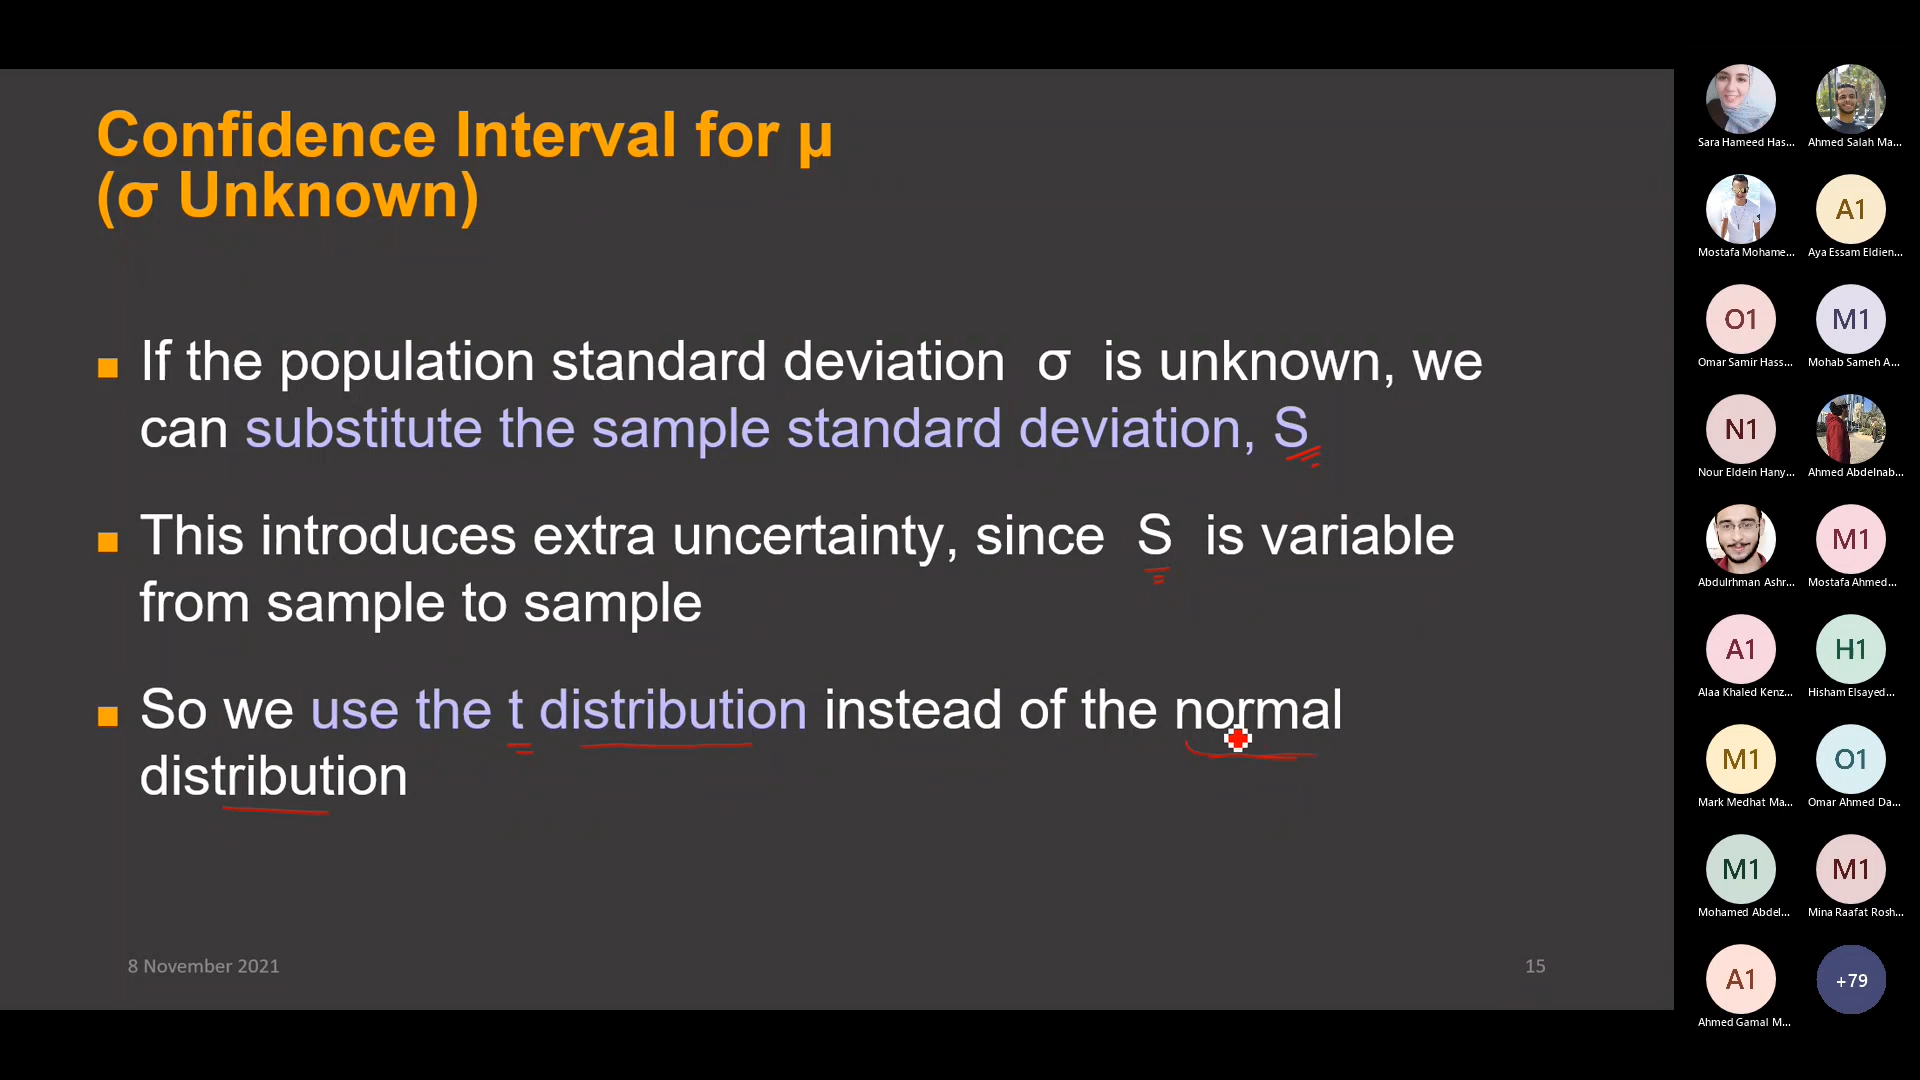 Confidence Interval for μ
(σ Unknown)
If the population standard deviation σ is unknown, we
can substitute the sample standard deviation, S
This introduces extra uncertainty, since S is variable
from sample to sample
So we use the t distribution instead of the normal
distribution
8 November 2021
15
Sara Hameed Has...
Ahmed Salah Ma...
Mostafa Mohame...
A1
Aya Essam Eldien...
O1
Omar Samir Hass...
M1
Mohab Sameh A...
N1
Nour Eldein Hany...
Ahmed Abdelnab...
Abdulrhman Ashr...
M1
Mostafa Ahmed...
A1
Alaa Khaled Kenz...
H1
Hisham Elsayed...
M1
Mark Medhat Ma...
O1
Omar Ahmed Da...
M1
Mohamed Abdel...
M1
Mina Raafat Rosh...
A1
Ahmed Gamal M...
+79